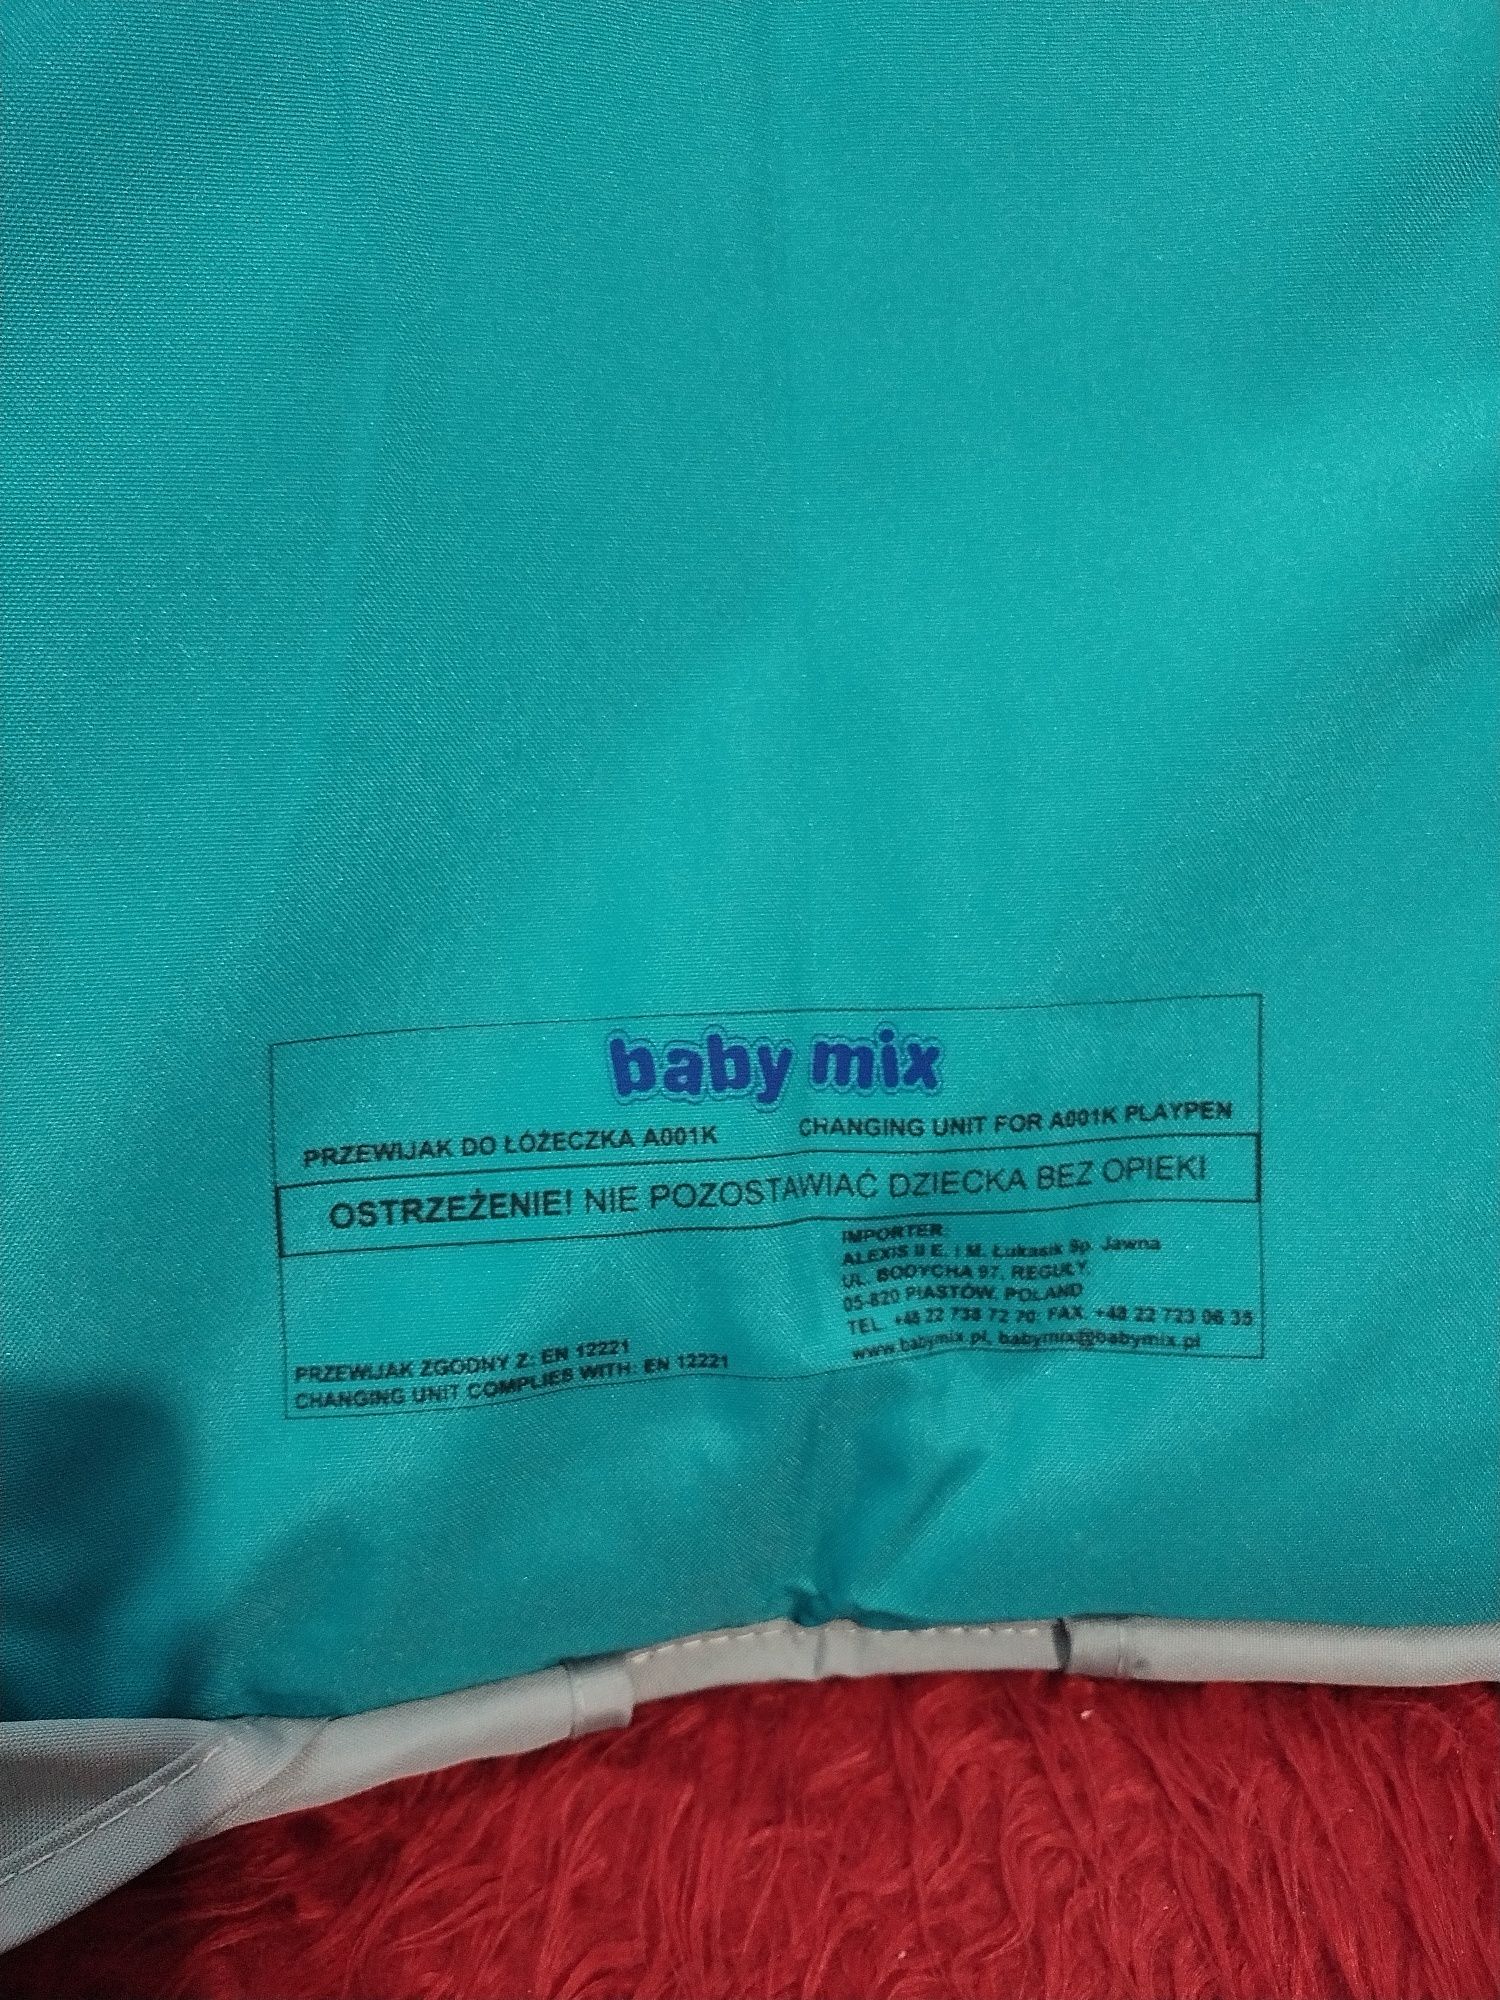 baby mix
PRZEWIJAK DO ŁÓŻECZKA A001K
CHANGING UNIT FOR A001K PLAYPEN
OSTRZEŻENIE! NIE POZOSTAWIAĆ DZIECKA BEZ OPIEKI
IMPORTER:
ALEXIS II E. I M. Łukasik Sp. Jawna
UL. BODYCHA 97, REGUŁY,
05-820 PIASTÓW, POLAND
TEL. +48 22 738 72 70; FAX. +48 22 723 06 35
www.babymix.pl, babymix@babymix.pl
PRZEWIJAK ZGODNY Z: EN 12221
CHANGING UNIT COMPLIES WITH: EN 12221